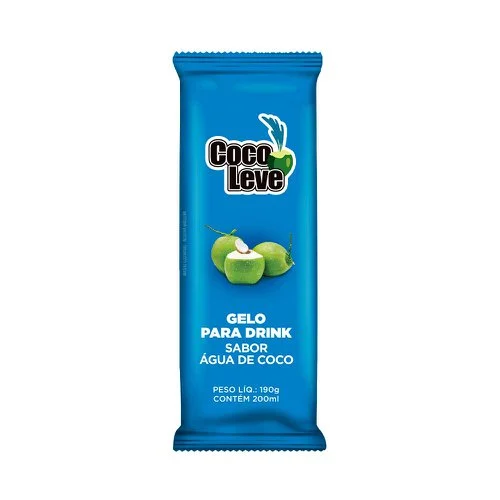 Coco
Leve
GELO
PARA DRINK
SABOR
ÁGUA DE COCO
PESO LÍQ.: 190g
CONTÉM 200ml